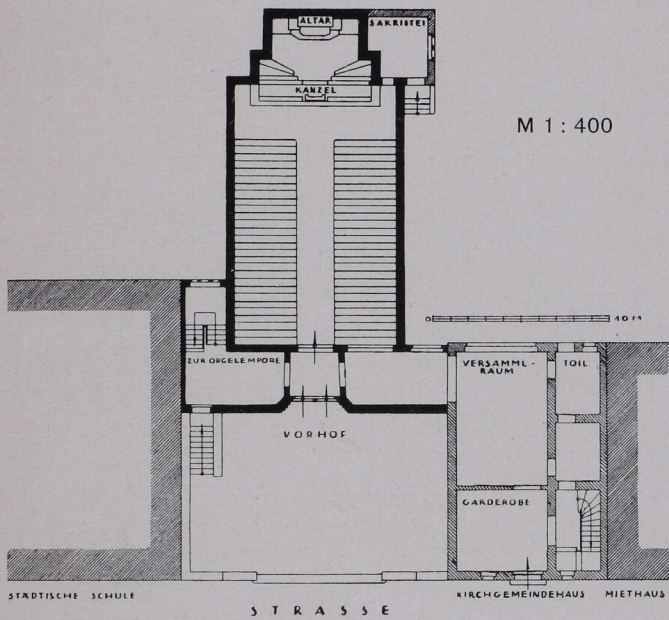 ALTAR
SAKRISTEI
KANZEL
M 1 : 400
0 10 M
ZUR ORGELEMPORE
VERSAMML-
RAUM
TOIL
VORHOF
GARDEROBE
STÄDTISCHE SCHULE
KIRCHGEMEINDEHAUS
MIETHAUS
STRASSE